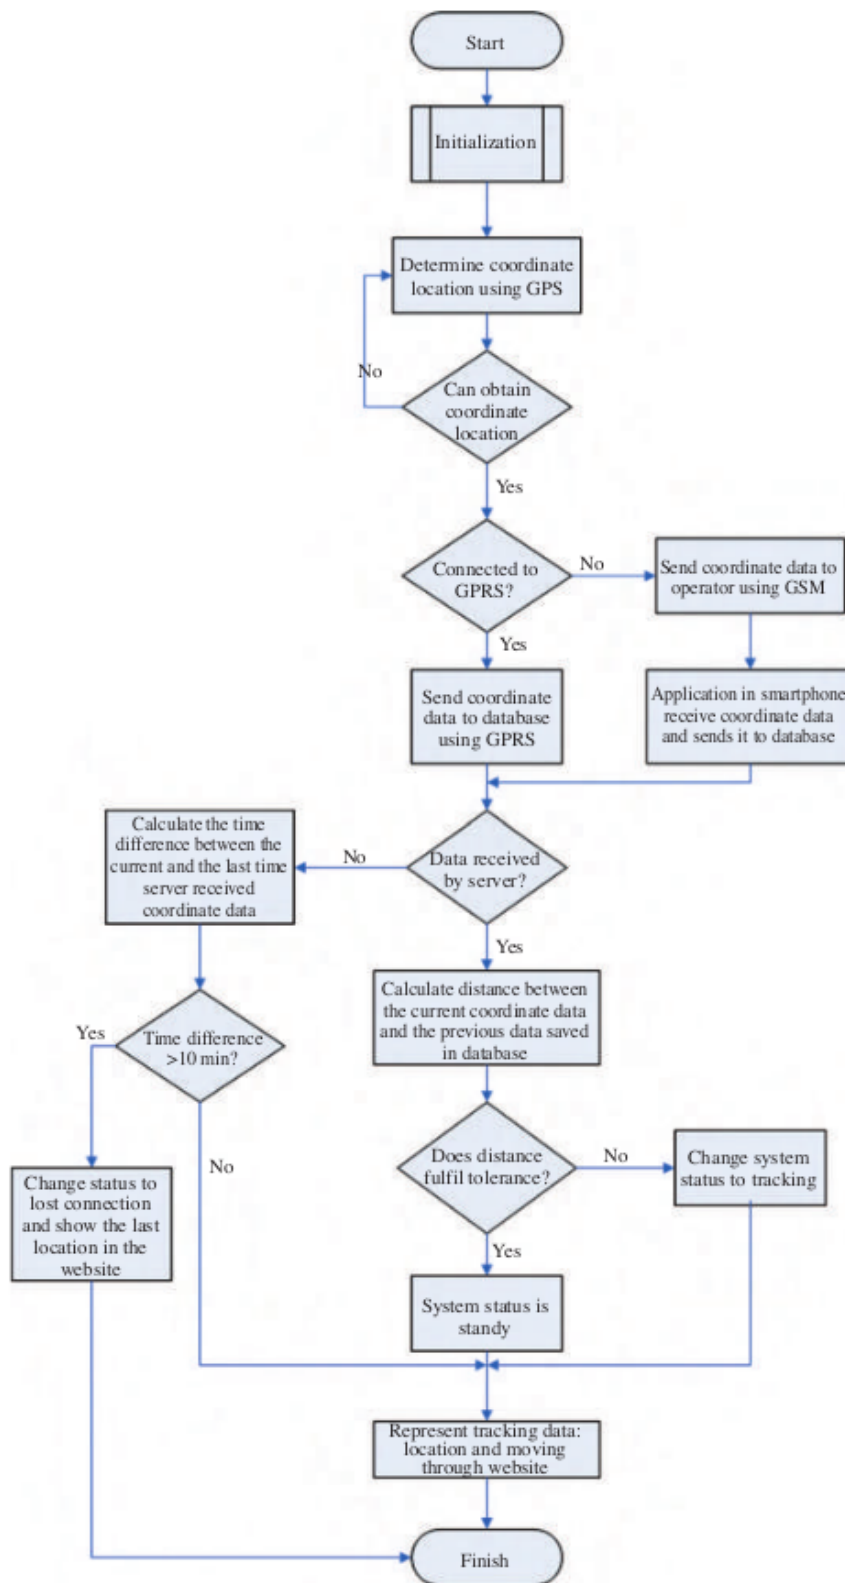 Start
Initialization
Determine coordinate
location using GPS
No
Can obtain
coordinate
location
Yes
Connected to
GPRS?
No
Send coordinate data to
operator using GSM
Yes
Send coordinate
data to database
using GPRS
Application in smartphone
receive coordinate data
and sends it to database
Calculate the time
difference between the
current and the last time
server received
coordinate data
No
Data received
by server?
Yes
Calculate distance between
the current coordinate data
and the previous data saved
in database
Yes
Time difference
>10 min?
No
Does distance
fulfil tolerance?
No
Change system
status to tracking
Change status to
lost connection
and show the last
location in the
website
Yes
System status is
standy
Represent tracking data:
location and moving
through website
Finish